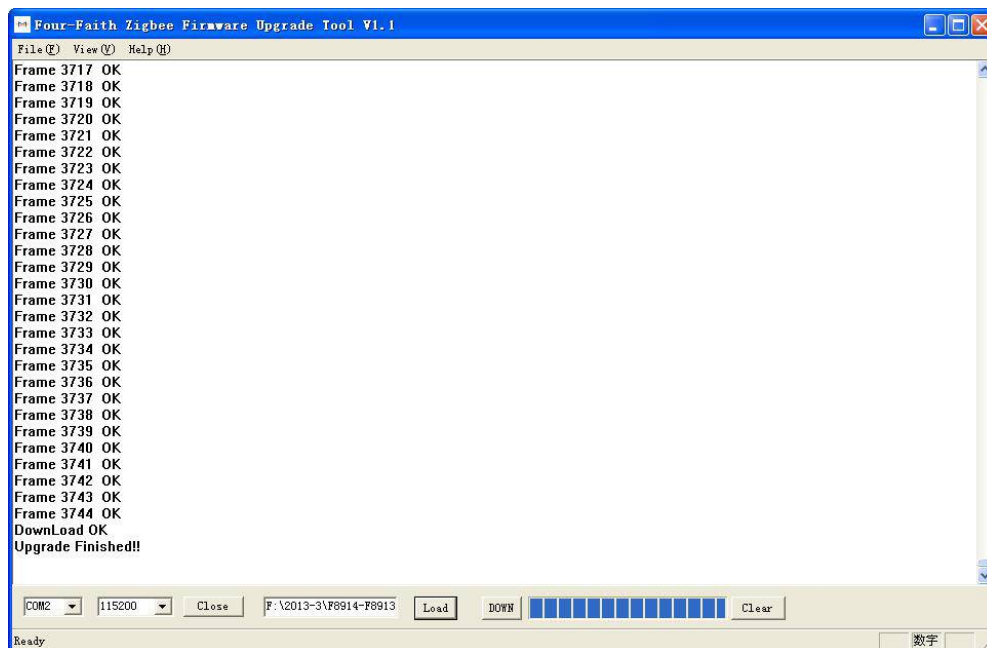 Four-Faith Zigbee Firmware Upgrade Tool V1.1
File(F) View(V) Help(H)
Frame 3717 OK
Frame 3718 OK
Frame 3719 OK
Frame 3720 OK
Frame 3721 OK
Frame 3722 OK
Frame 3723 OK
Frame 3724 OK
Frame 3725 OK
Frame 3726 OK
Frame 3727 OK
Frame 3728 OK
Frame 3729 OK
Frame 3730 OK
Frame 3731 OK
Frame 3732 OK
Frame 3733 OK
Frame 3734 OK
Frame 3735 OK
Frame 3736 OK
Frame 3737 OK
Frame 3738 OK
Frame 3739 OK
Frame 3740 OK
Frame 3741 OK
Frame 3742 OK
Frame 3743 OK
Frame 3744 OK
DownLoad OK
Upgrade Finished!!
COM2 115200 Close F:\2013-3\F8914-F8913 Load DOWN Clear
Ready 数字